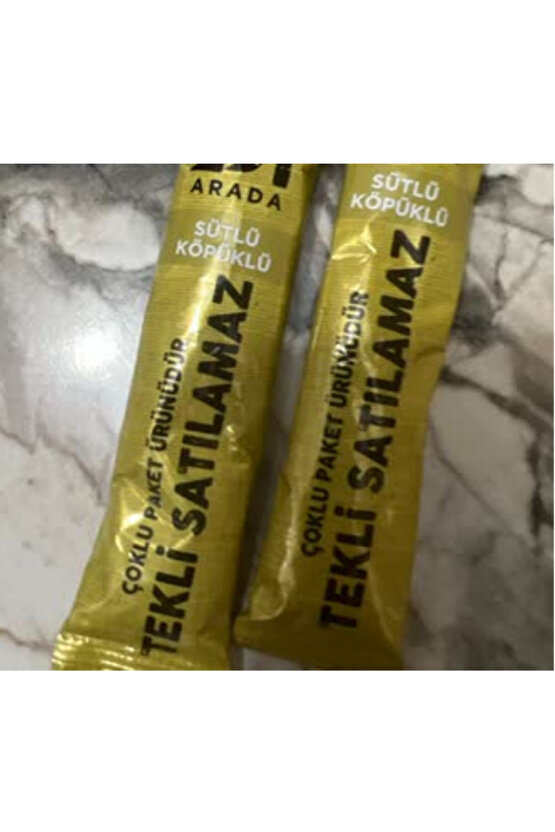 ARADA
SÜTLÜ
KÖPÜKLÜ
ÇOKLU PAKET ÜRÜNÜDÜR
TEKLİ SATILAMAZ
SÜTLÜ
KÖPÜKLÜ
ÇOKLU PAKET ÜRÜNÜDÜR
TEKLİ SATILAMAZ